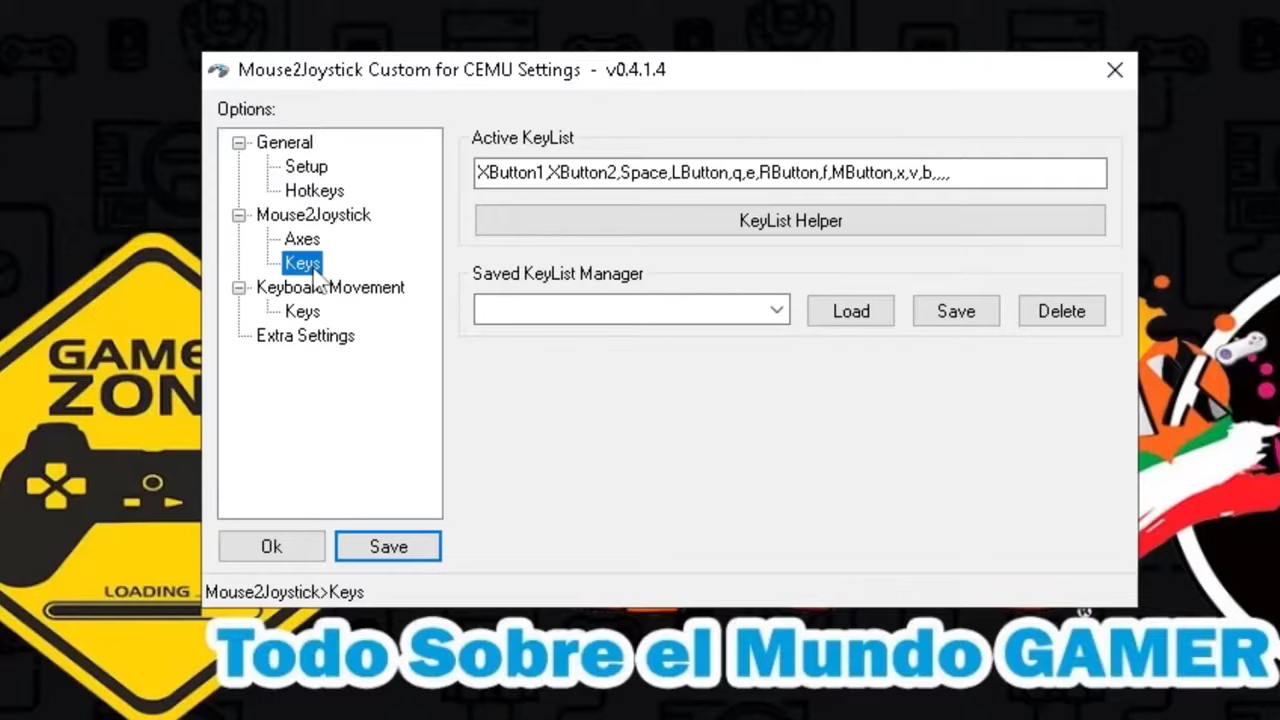 Mouse2Joystick Custom for CEMU Settings - v0.4.1.4
Options:
General
Setup
Hotkeys
Mouse2Joystick
Axes
Keys
Keyboard Movement
Keys
Extra Settings
Ok
Save
Active KeyList
XButton1,XButton2,Space,LButton,q,e,RButton,f,MButton,x,v,b,,,,
KeyList Helper
Saved KeyList Manager
Load
Save
Delete
Mouse2Joystick>Keys
GAME
ZON
LOADING
Todo Sobre el Mundo GAMER